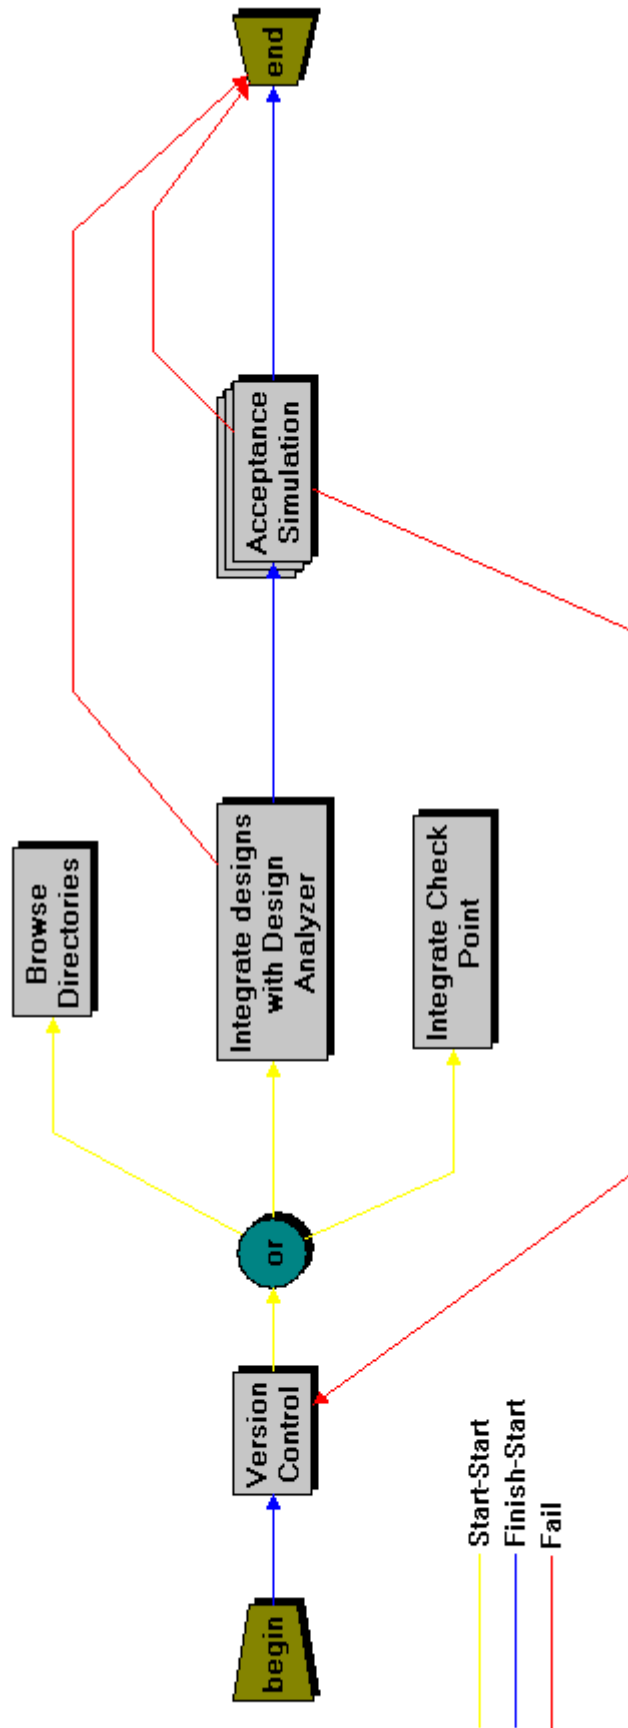 begin
Version
Control
or
Browse
Directories
Integrate designs
with Design
Analyzer
Integrate Check
Point
Acceptance
Simulation
end
Start-Start
Finish-Start
Fail